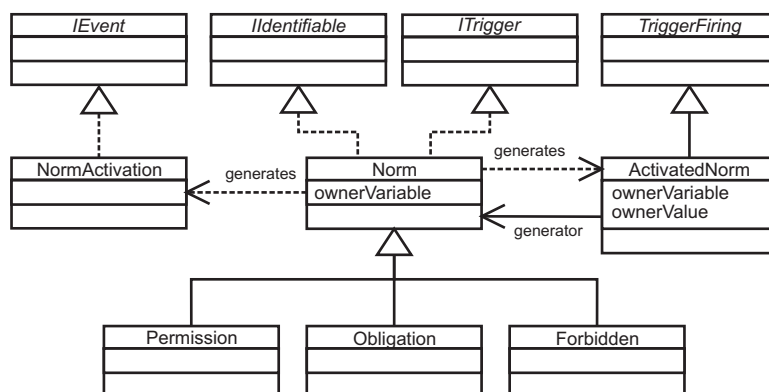 IEvent
IIdentifiable
ITrigger
TriggerFiring
NormActivation
generates
Norm
ownerVariable
generates
ActivatedNorm
ownerVariable
ownerValue
generator
Permission
Obligation
Forbidden